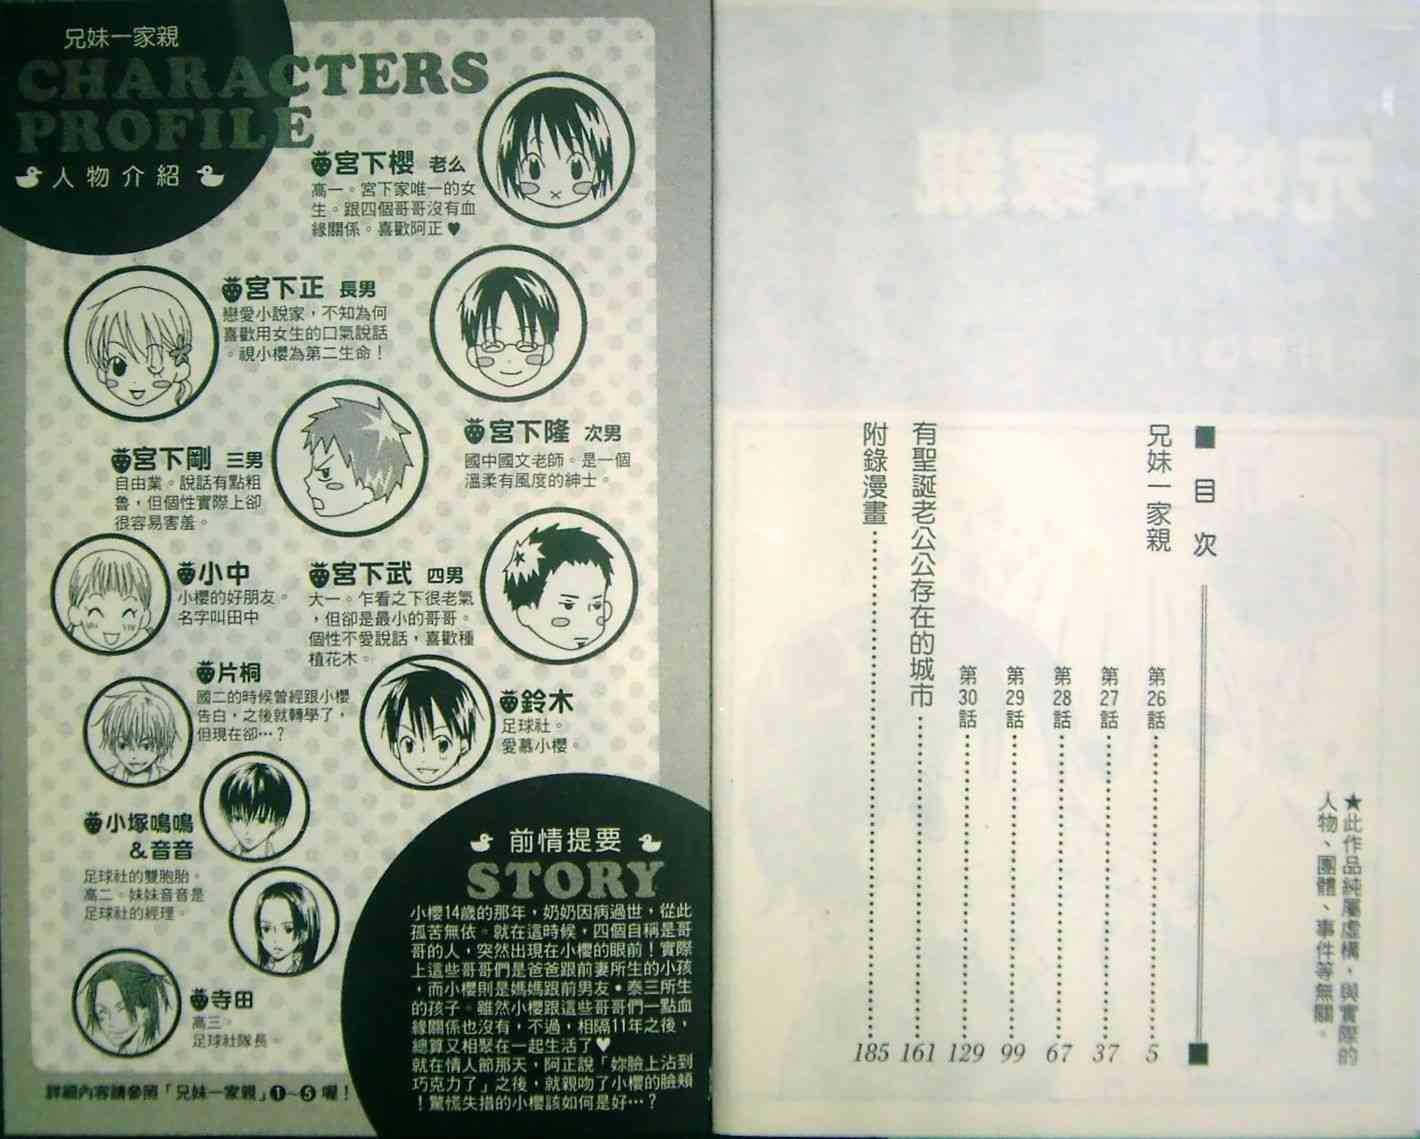 兄妹一家親
CHARACTERS
PROFILE
人物介紹
宮下櫻 老么
高一。宮下家唯一的女
生。跟四個哥哥沒有血
緣關係。喜歡阿正♥
宮下正 長男
戀愛小說家，不知為何
喜歡用女生的口氣說話
。視小櫻為第二生命！
宮下隆 次男
國中國文老師。是一個
溫柔有風度的紳士。
宮下剛 三男
自由業。說話有點粗
魯，但個性實際上卻
很容易害羞。
宮下武 四男
大一。乍看之下很老氣
，但卻是最小的哥哥。
個性不愛說話，喜歡種
植花木。
小中
小櫻的好朋友。
名字叫田中
片桐
國二的時候曾經跟小櫻
告白，之後就轉學了，
但現在卻…？
鈴木
足球社。
愛慕小櫻。
小塚鳴鳴
&音音
足球社的雙胞胎。
高二。妹妹音音是
足球社的經理。
寺田
高三。
足球社隊長。
詳細內容請參照「兄妹一家親」❶~❺喔！
前情提要
STORY
小櫻14歲的那年，奶奶因病過世，從此
孤苦無依。就在這時候，四個自稱是哥
哥的人，突然出現在小櫻的眼前！實際
上這些哥哥們是爸爸跟前妻所生的小孩
，而小櫻則是媽媽跟前男友•泰三所生
的孩子。雖然小櫻跟這些哥哥們一點血
緣關係也沒有，不過，相隔11年之後，
總算又相聚在一起生活了♥
就在情人節那天，阿正說「妳臉上沾到
巧克力了」之後，就親吻了小櫻的臉頰
！驚慌失措的小櫻該如何是好…？
★此作品純屬虛構，與實際的
人物、團體、事件等無關。
■目次
兄妹一家親
第26話 5
第27話 37
第28話 67
第29話 99
第30話 129
有聖誕老公公存在的城市 161
附錄漫畫 185
兄妹一家親